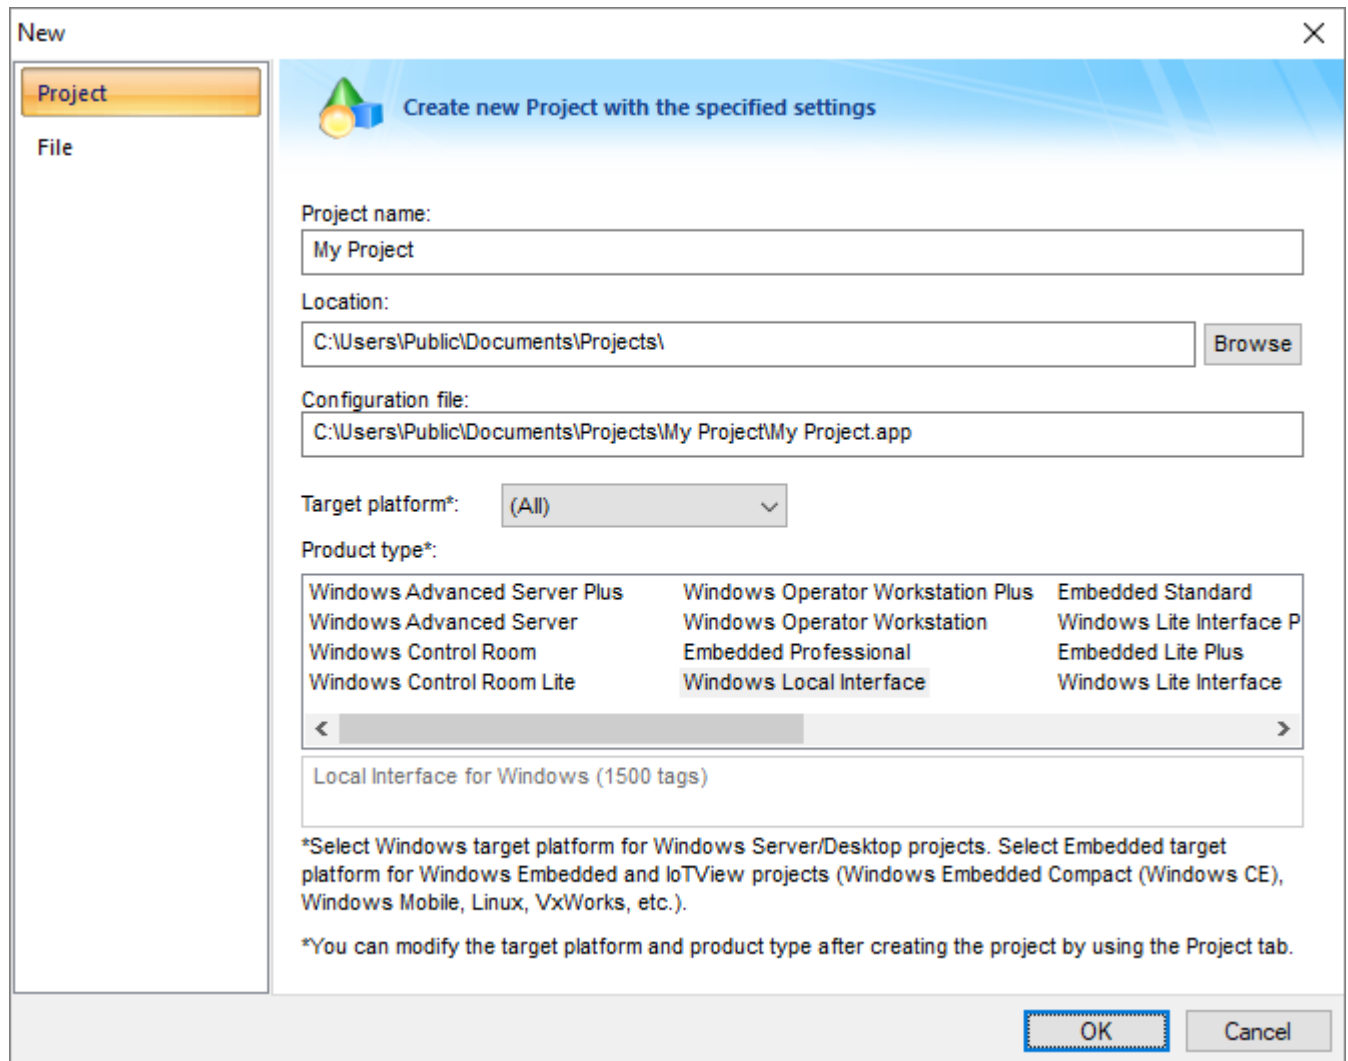 New
Project
File
Create new Project with the specified settings
Project name:
My Project
Location:
C:\Users\Public\Documents\Projects\
Browse
Configuration file:
C:\Users\Public\Documents\Projects\My Project\My Project.app
Target platform*:
(All)
Product type*:
Windows Advanced Server Plus Windows Operator Workstation Plus Embedded Standard
Windows Advanced Server Windows Operator Workstation Windows Lite Interface P
Windows Control Room Embedded Professional Embedded Lite Plus
Windows Control Room Lite Windows Local Interface Windows Lite Interface
Local Interface for Windows (1500 tags)
*Select Windows target platform for Windows Server/Desktop projects. Select Embedded target
platform for Windows Embedded and IoTView projects (Windows Embedded Compact (Windows CE),
Windows Mobile, Linux, VxWorks, etc.).
*You can modify the target platform and product type after creating the project by using the Project tab.
OK Cancel